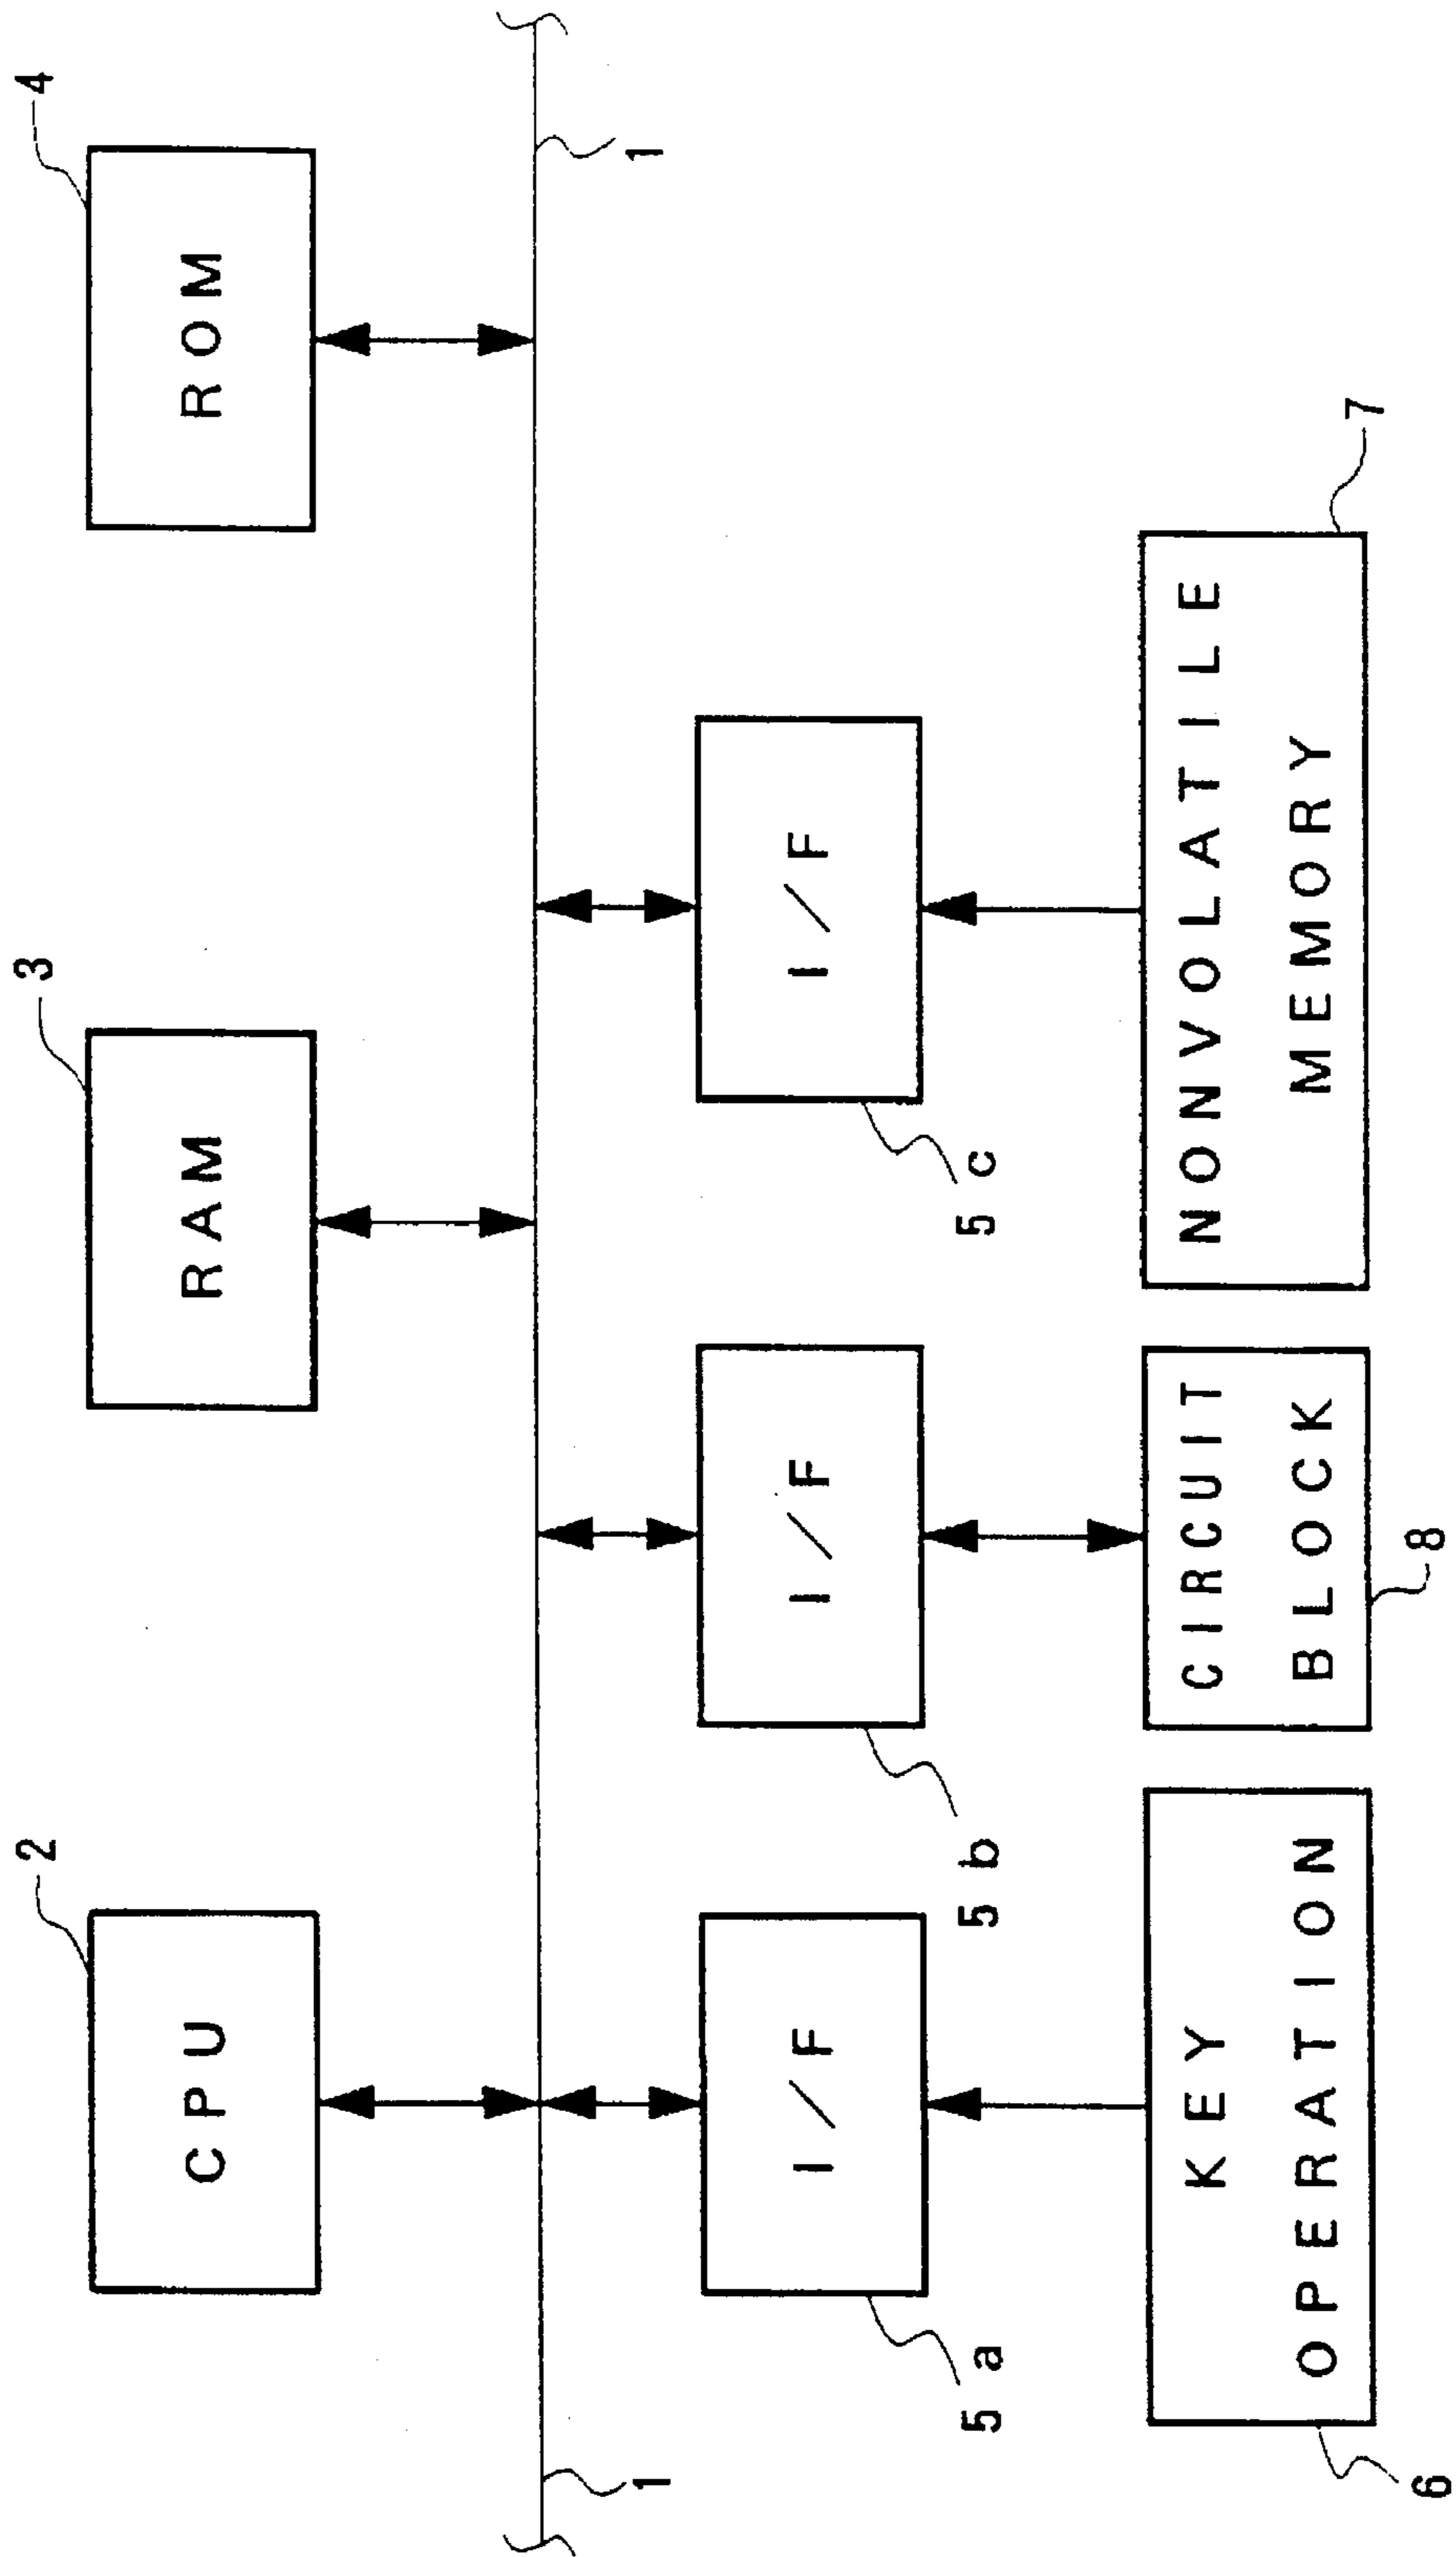 2
3
4
CPU
RAM
ROM
1
1
I/F
I/F
I/F
5a
5b
5c
KEY
OPERATION
CIRCUIT
BLOCK
NONVOLATILE
MEMORY
6
8
7